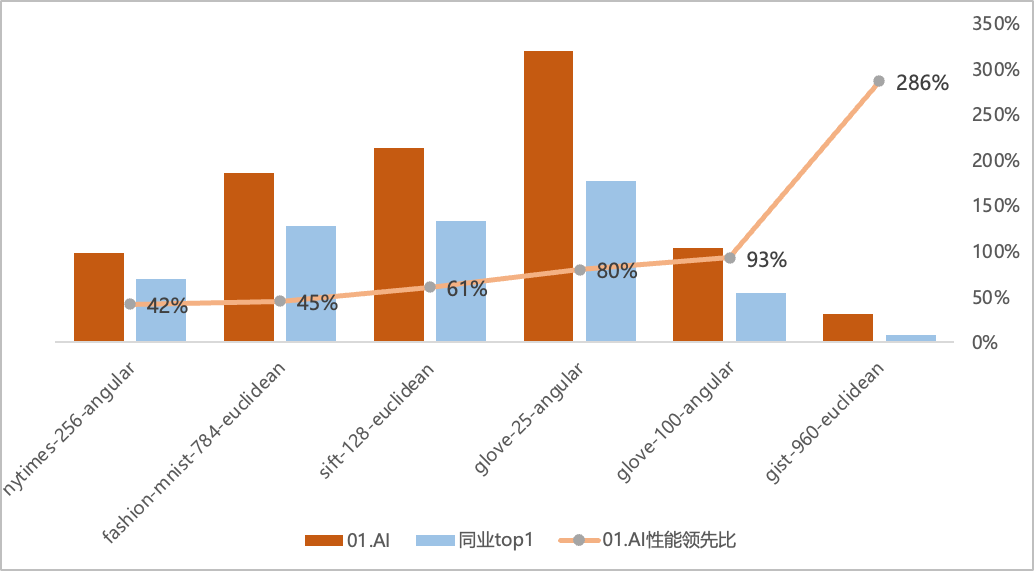 350%
300%
250%
200%
150%
100%
50%
0%
42%
45%
61%
80%
93%
286%
nytimes-256-angular
fashion-mnist-784-euclidean
sift-128-euclidean
glove-25-angular
glove-100-angular
gist-960-euclidean
01.AI 同业top1 01.AI性能领先比